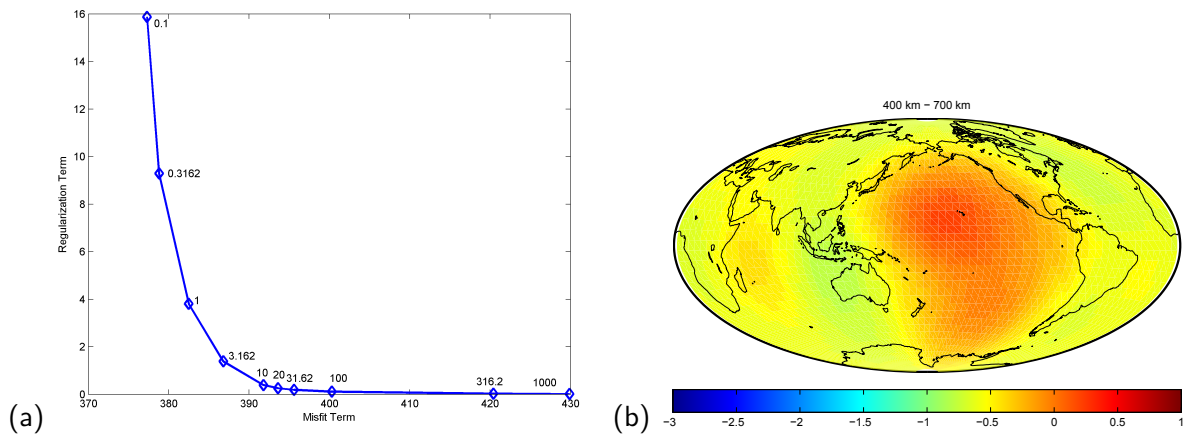 16
14
12
10
8
6
4
2
0
Regularization Term
0.1
0.3162
1
3.162
10 20 31.62 100 316.2 1000
370 380 390 400 410 420 430
Misfit Term
(a)
400 km − 700 km
−3 −2.5 −2 −1.5 −1 −0.5 0 0.5 1
(b)